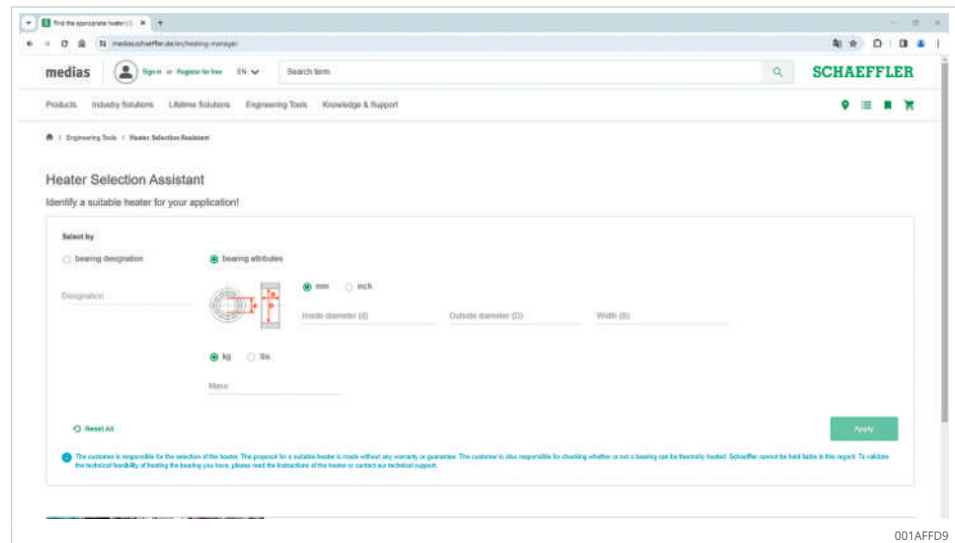 Find the appropriate heater
medias.schaeffler.de/en/heating-manager
medias Sign in or Register for free EN Search term SCHAEFFLER
Products Industry Solutions Lifetime Solutions Engineering Tools Knowledge & Support
/ Engineering Tools / Heater Selection Assistant
Heater Selection Assistant
Identify a suitable heater for your application!
Select by
bearing designation bearing attributes
mm inch
Designation
Inside diameter (d) Outside diameter (D) Width (B)
kg lbs
Mass
Reset All Apply
The customer is responsible for the selection of the heater. The proposal for a suitable heater is made without any warranty or guarantee. The customer is also responsible for checking whether or not a bearing can be thermally heated. Schaeffler cannot be held liable in this regard. To validate
the technical feasibility of heating the bearing you have, please read the instructions of the heater or contact our technical support.
001AFFD9